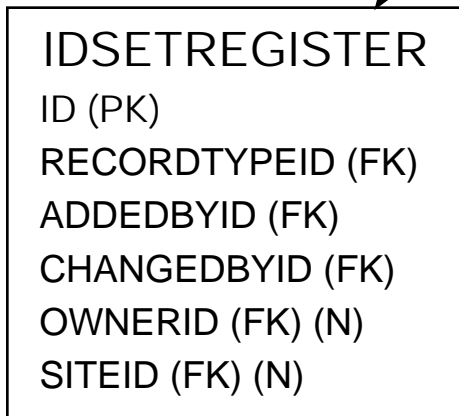 IDSETREGISTER
ID (PK)
RECORDTYPEID (FK)
ADDEDBYID (FK)
CHANGEDBYID (FK)
OWNERID (FK) (N)
SITEID (FK) (N)